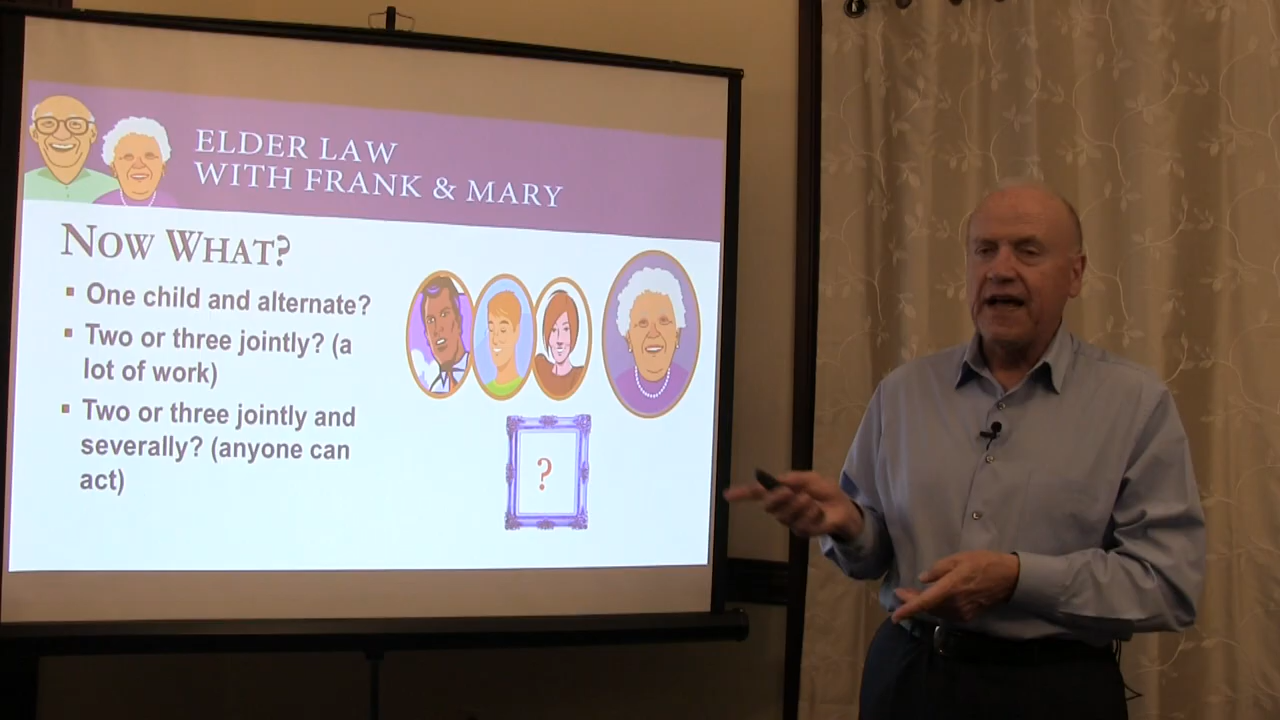 ELDER LAW
WITH FRANK & MARY
NOW WHAT?
One child and alternate?
Two or three jointly? (a
lot of work)
Two or three jointly and
severally? (anyone can
act)
?